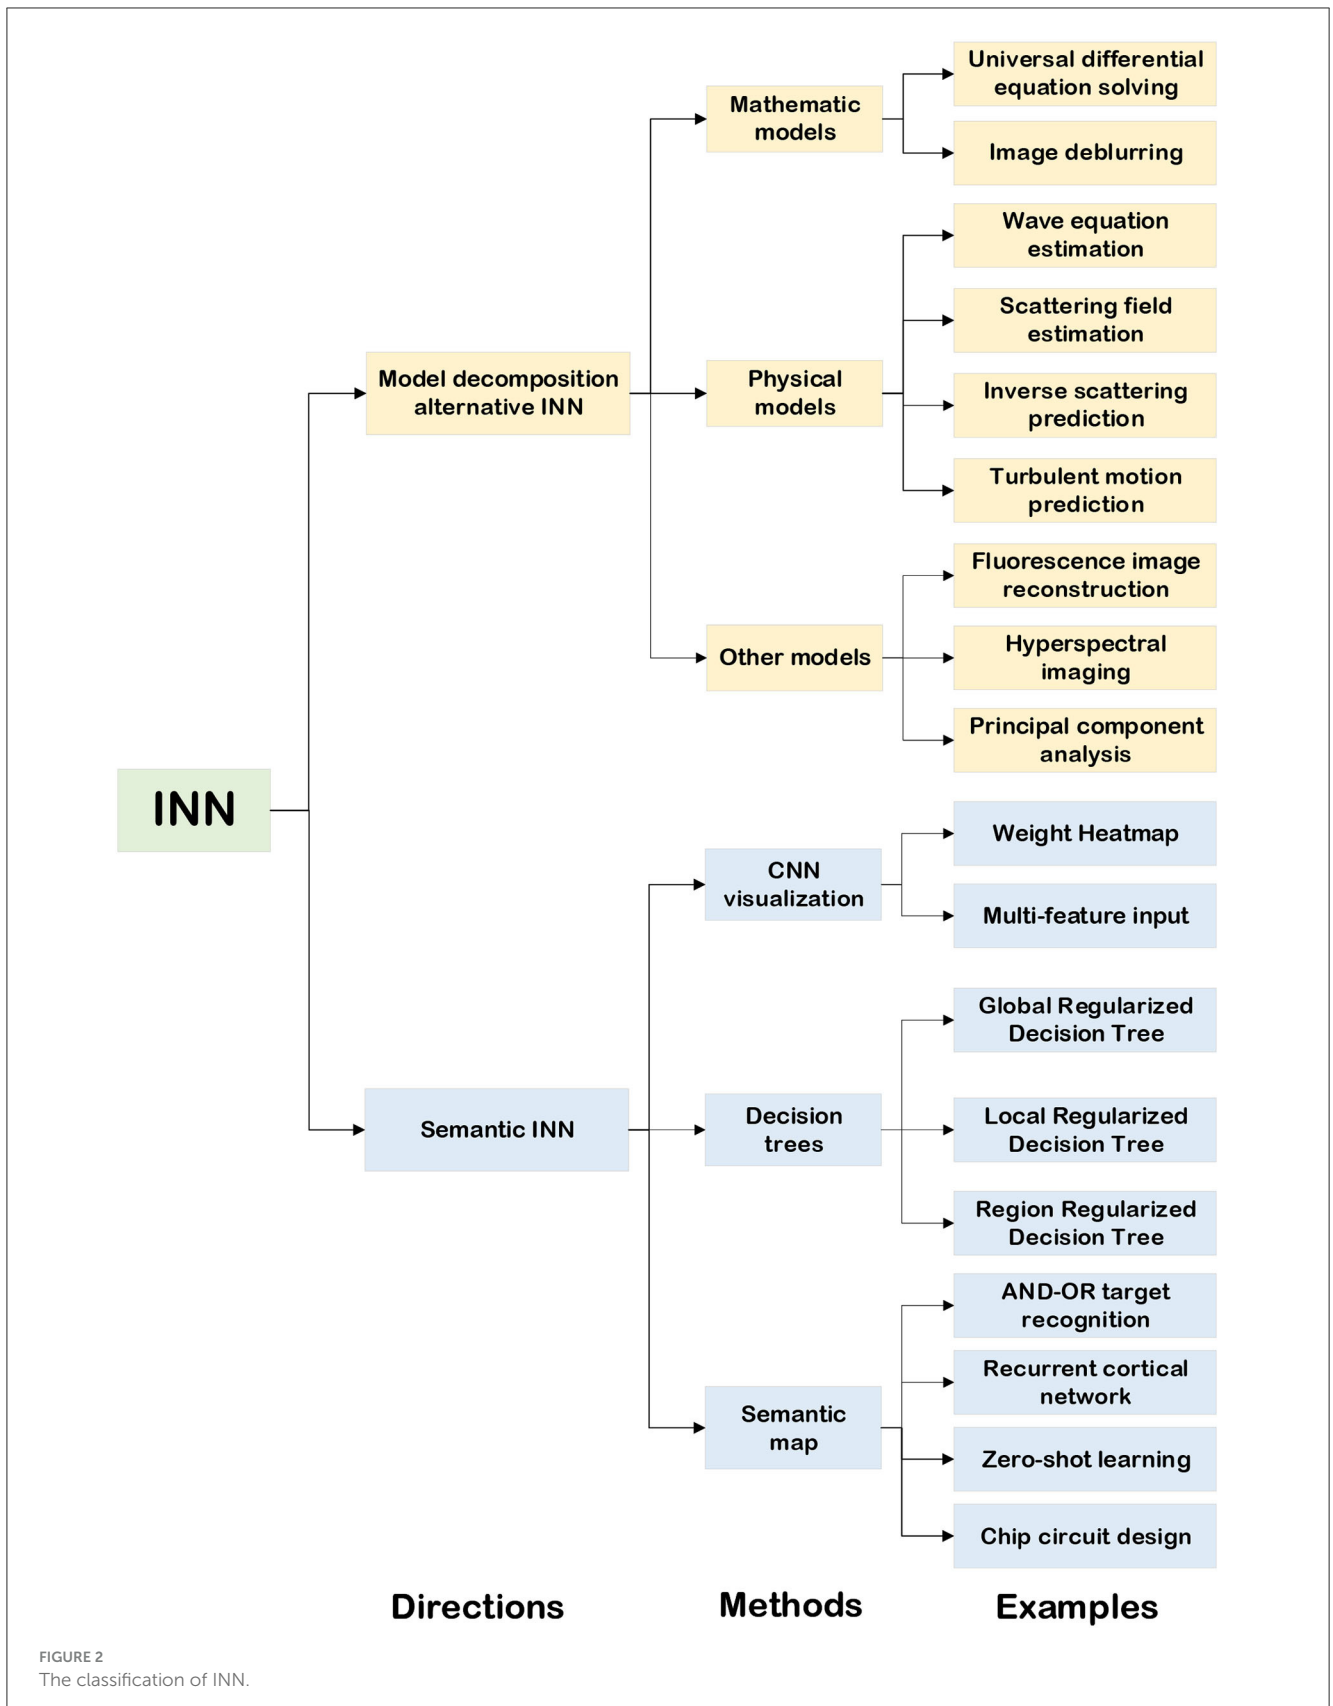 Universal differential
equation solving
Mathematic
models
Image deblurring
Wave equation
estimation
Scattering field
estimation
Model decomposition
alternative INN
Physical
models
Inverse scattering
prediction
Turbulent motion
prediction
Fluorescence image
reconstruction
Other models
Hyperspectral
imaging
Principal component
analysis
INN
Weight Heatmap
CNN
visualization
Multi-feature input
Global Regularized
Decision Tree
Semantic INN
Decision
trees
Local Regularized
Decision Tree
Region Regularized
Decision Tree
AND-OR target
recognition
Recurrent cortical
network
Semantic
map
Zero-shot learning
Chip circuit design
Directions
Methods
Examples
FIGURE 2
The classification of INN.